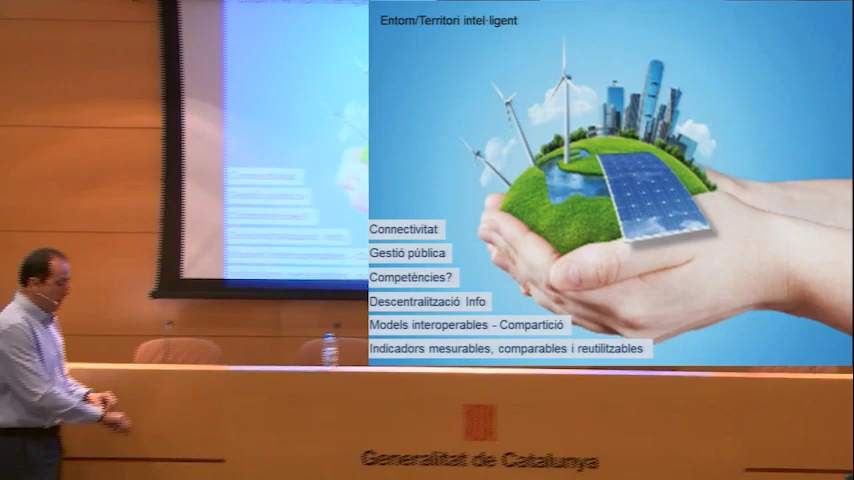 Entorn/Territori intel·ligent
Connectivitat
Gestió pública
Competències?
Descentralització Info
Models interoperables - Compartició
Indicadors mesurables, comparables i reutilitzables
Generalitat de Catalunya